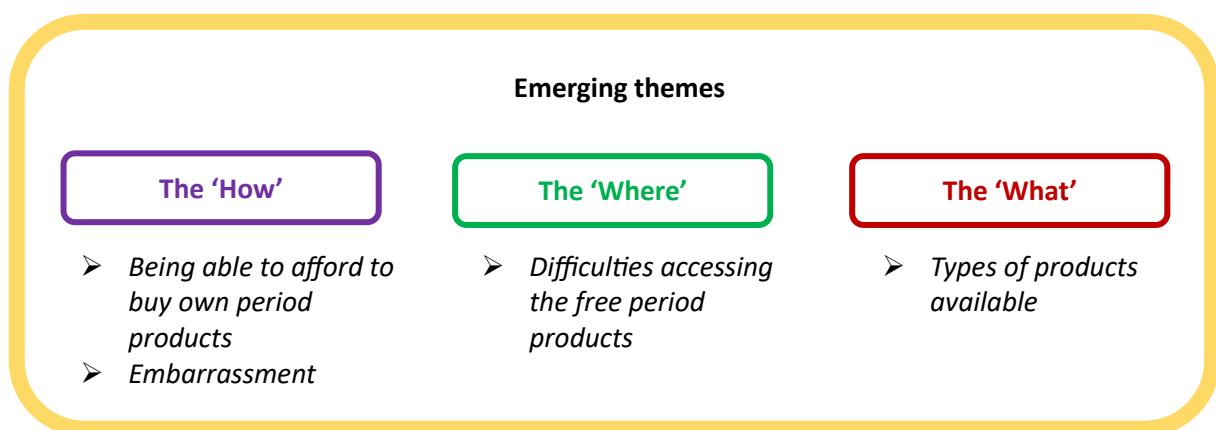 Emerging themes
The ‘How’
➢ Being able to afford to
buy own period
products
➢ Embarrassment
The ‘Where’
➢ Difficulties accessing
the free period
products
The ‘What’
➢ Types of products
available